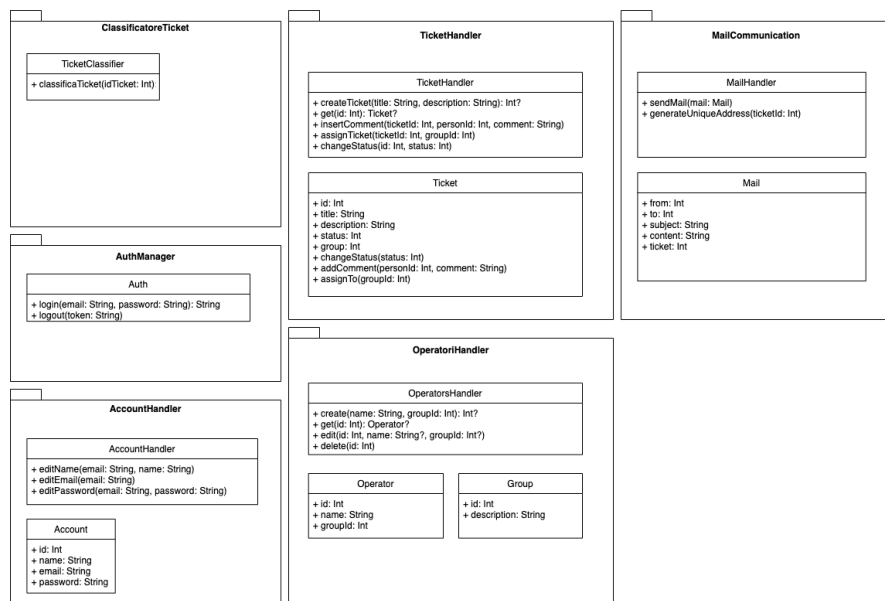 ClassificatoreTicket
TicketClassifier
+ classificaTicket(idTicket: Int)
AuthManager
Auth
+ login(email: String, password: String): String
+ logout(token: String)
AccountHandler
AccountHandler
+ editName(email: String, name: String)
+ editEmail(email: String)
+ editPassword(email: String, password: String)
Account
+ id: Int
+ name: String
+ email: String
+ password: String
TicketHandler
TicketHandler
+ createTicket(title: String, description: String): Int?
+ get(id: Int): Ticket?
+ insertComment(ticketId: Int, personId: Int, comment: String)
+ assignTicket(ticketId: Int, groupId: Int)
+ changeStatus(id: Int, status: Int)
Ticket
+ id: Int
+ title: String
+ description: String
+ status: Int
+ group: Int
+ changeStatus(status: Int)
+ addComment(personId: Int, comment: String)
+ assignTo(groupId: Int)
OperatoriHandler
OperatorsHandler
+ create(name: String, groupId: Int): Int?
+ get(id: Int): Operator?
+ edit(id: Int, name: String?, groupId: Int?)
+ delete(id: Int)
Operator
+ id: Int
+ name: String
+ groupId: Int
Group
+ id: Int
+ description: String
MailCommunication
MailHandler
+ sendMail(mail: Mail)
+ generateUniqueAddress(ticketId: Int)
Mail
+ from: Int
+ to: Int
+ subject: String
+ content: String
+ ticket: Int